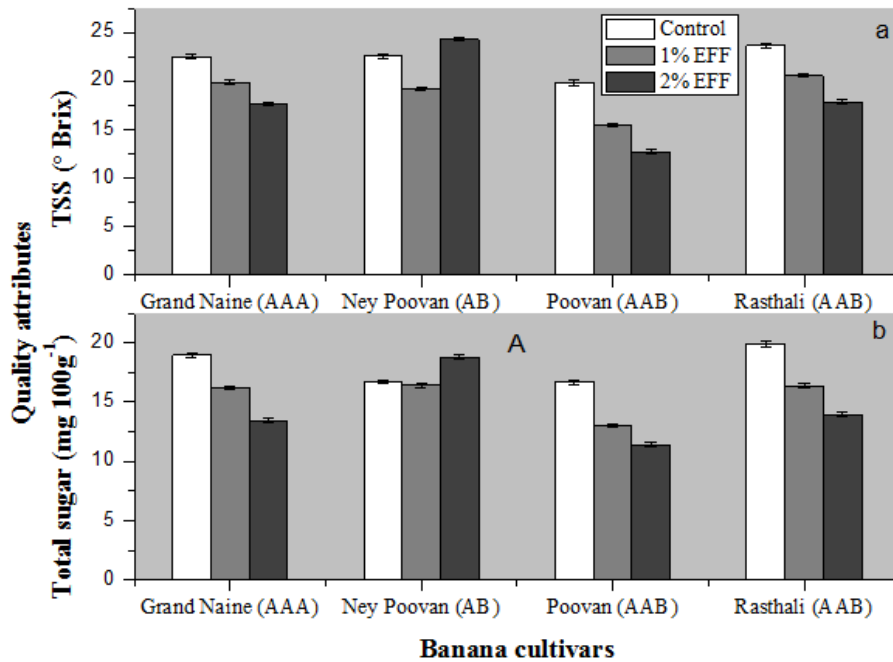 Quality attributes
TSS (° Brix)
25
20
15
10
5
0
Control
1% EFF
2% EFF
a
Grand Naine (AAA)
Ney Poovan (AB)
Poovan (AAB)
Rasthali (AAB)
Total sugar (mg 100g-1)
20
15
10
5
0
A
b
Grand Naine (AAA)
Ney Poovan (AB)
Poovan (AAB)
Rasthali (AAB)
Banana cultivars